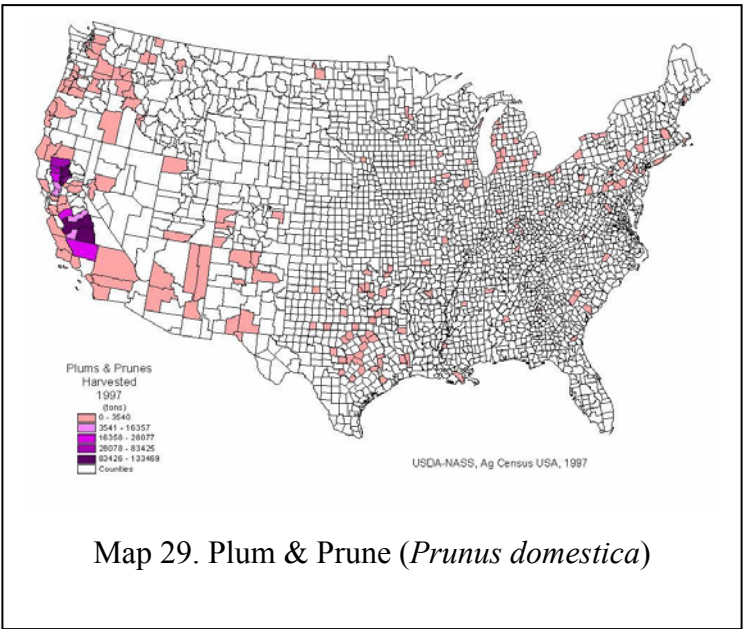 Plums & Prunes
Harvested
1997
(tons)
0 - 3540
3541 - 16357
16358 - 28077
28078 - 83425
83426 - 133469
Counties
USDA-NASS, Ag Census USA, 1997
Map 29. Plum & Prune (Prunus domestica)